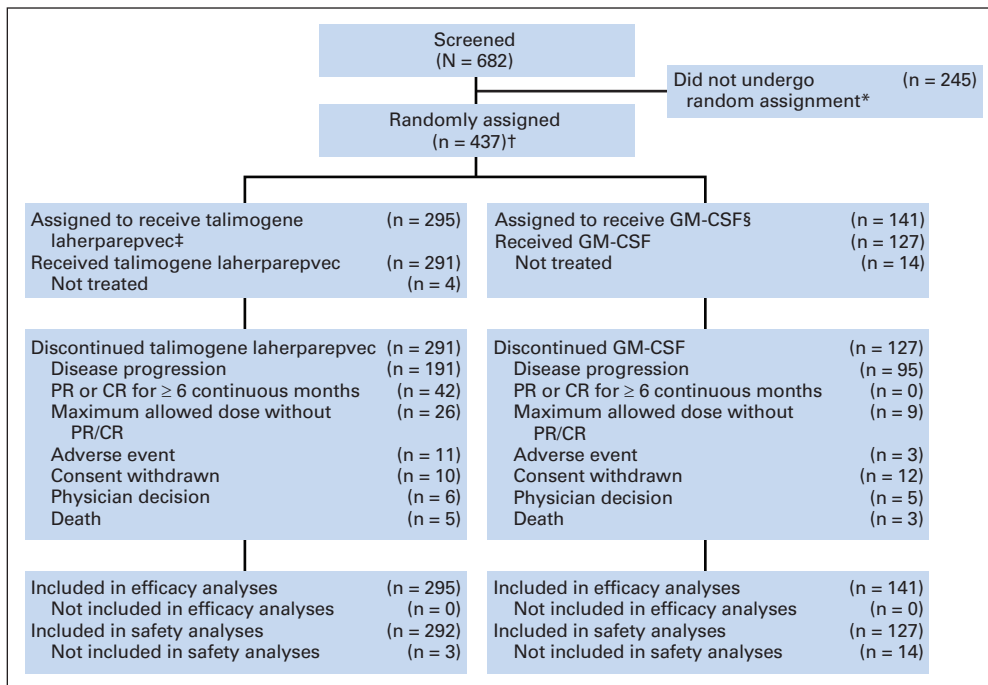 Screened
(N = 682)
Did not undergo (n = 245)
random assignment*
Randomly assigned
(n = 437)†
Assigned to receive talimogene (n = 295)
laherparepvec‡
Received talimogene laherparepvec (n = 291)
Not treated (n = 4)
Assigned to receive GM-CSF§ (n = 141)
Received GM-CSF (n = 127)
Not treated (n = 14)
Discontinued talimogene laherparepvec (n = 291)
Disease progression (n = 191)
PR or CR for ≥ 6 continuous months (n = 42)
Maximum allowed dose without (n = 26)
PR/CR
Adverse event (n = 11)
Consent withdrawn (n = 10)
Physician decision (n = 6)
Death (n = 5)
Discontinued GM-CSF (n = 127)
Disease progression (n = 95)
PR or CR for ≥ 6 continuous months (n = 0)
Maximum allowed dose without (n = 9)
PR/CR
Adverse event (n = 3)
Consent withdrawn (n = 12)
Physician decision (n = 5)
Death (n = 3)
Included in efficacy analyses (n = 295)
Not included in efficacy analyses (n = 0)
Included in safety analyses (n = 292)
Not included in safety analyses (n = 3)
Included in efficacy analyses (n = 141)
Not included in efficacy analyses (n = 0)
Included in safety analyses (n = 127)
Not included in safety analyses (n = 14)